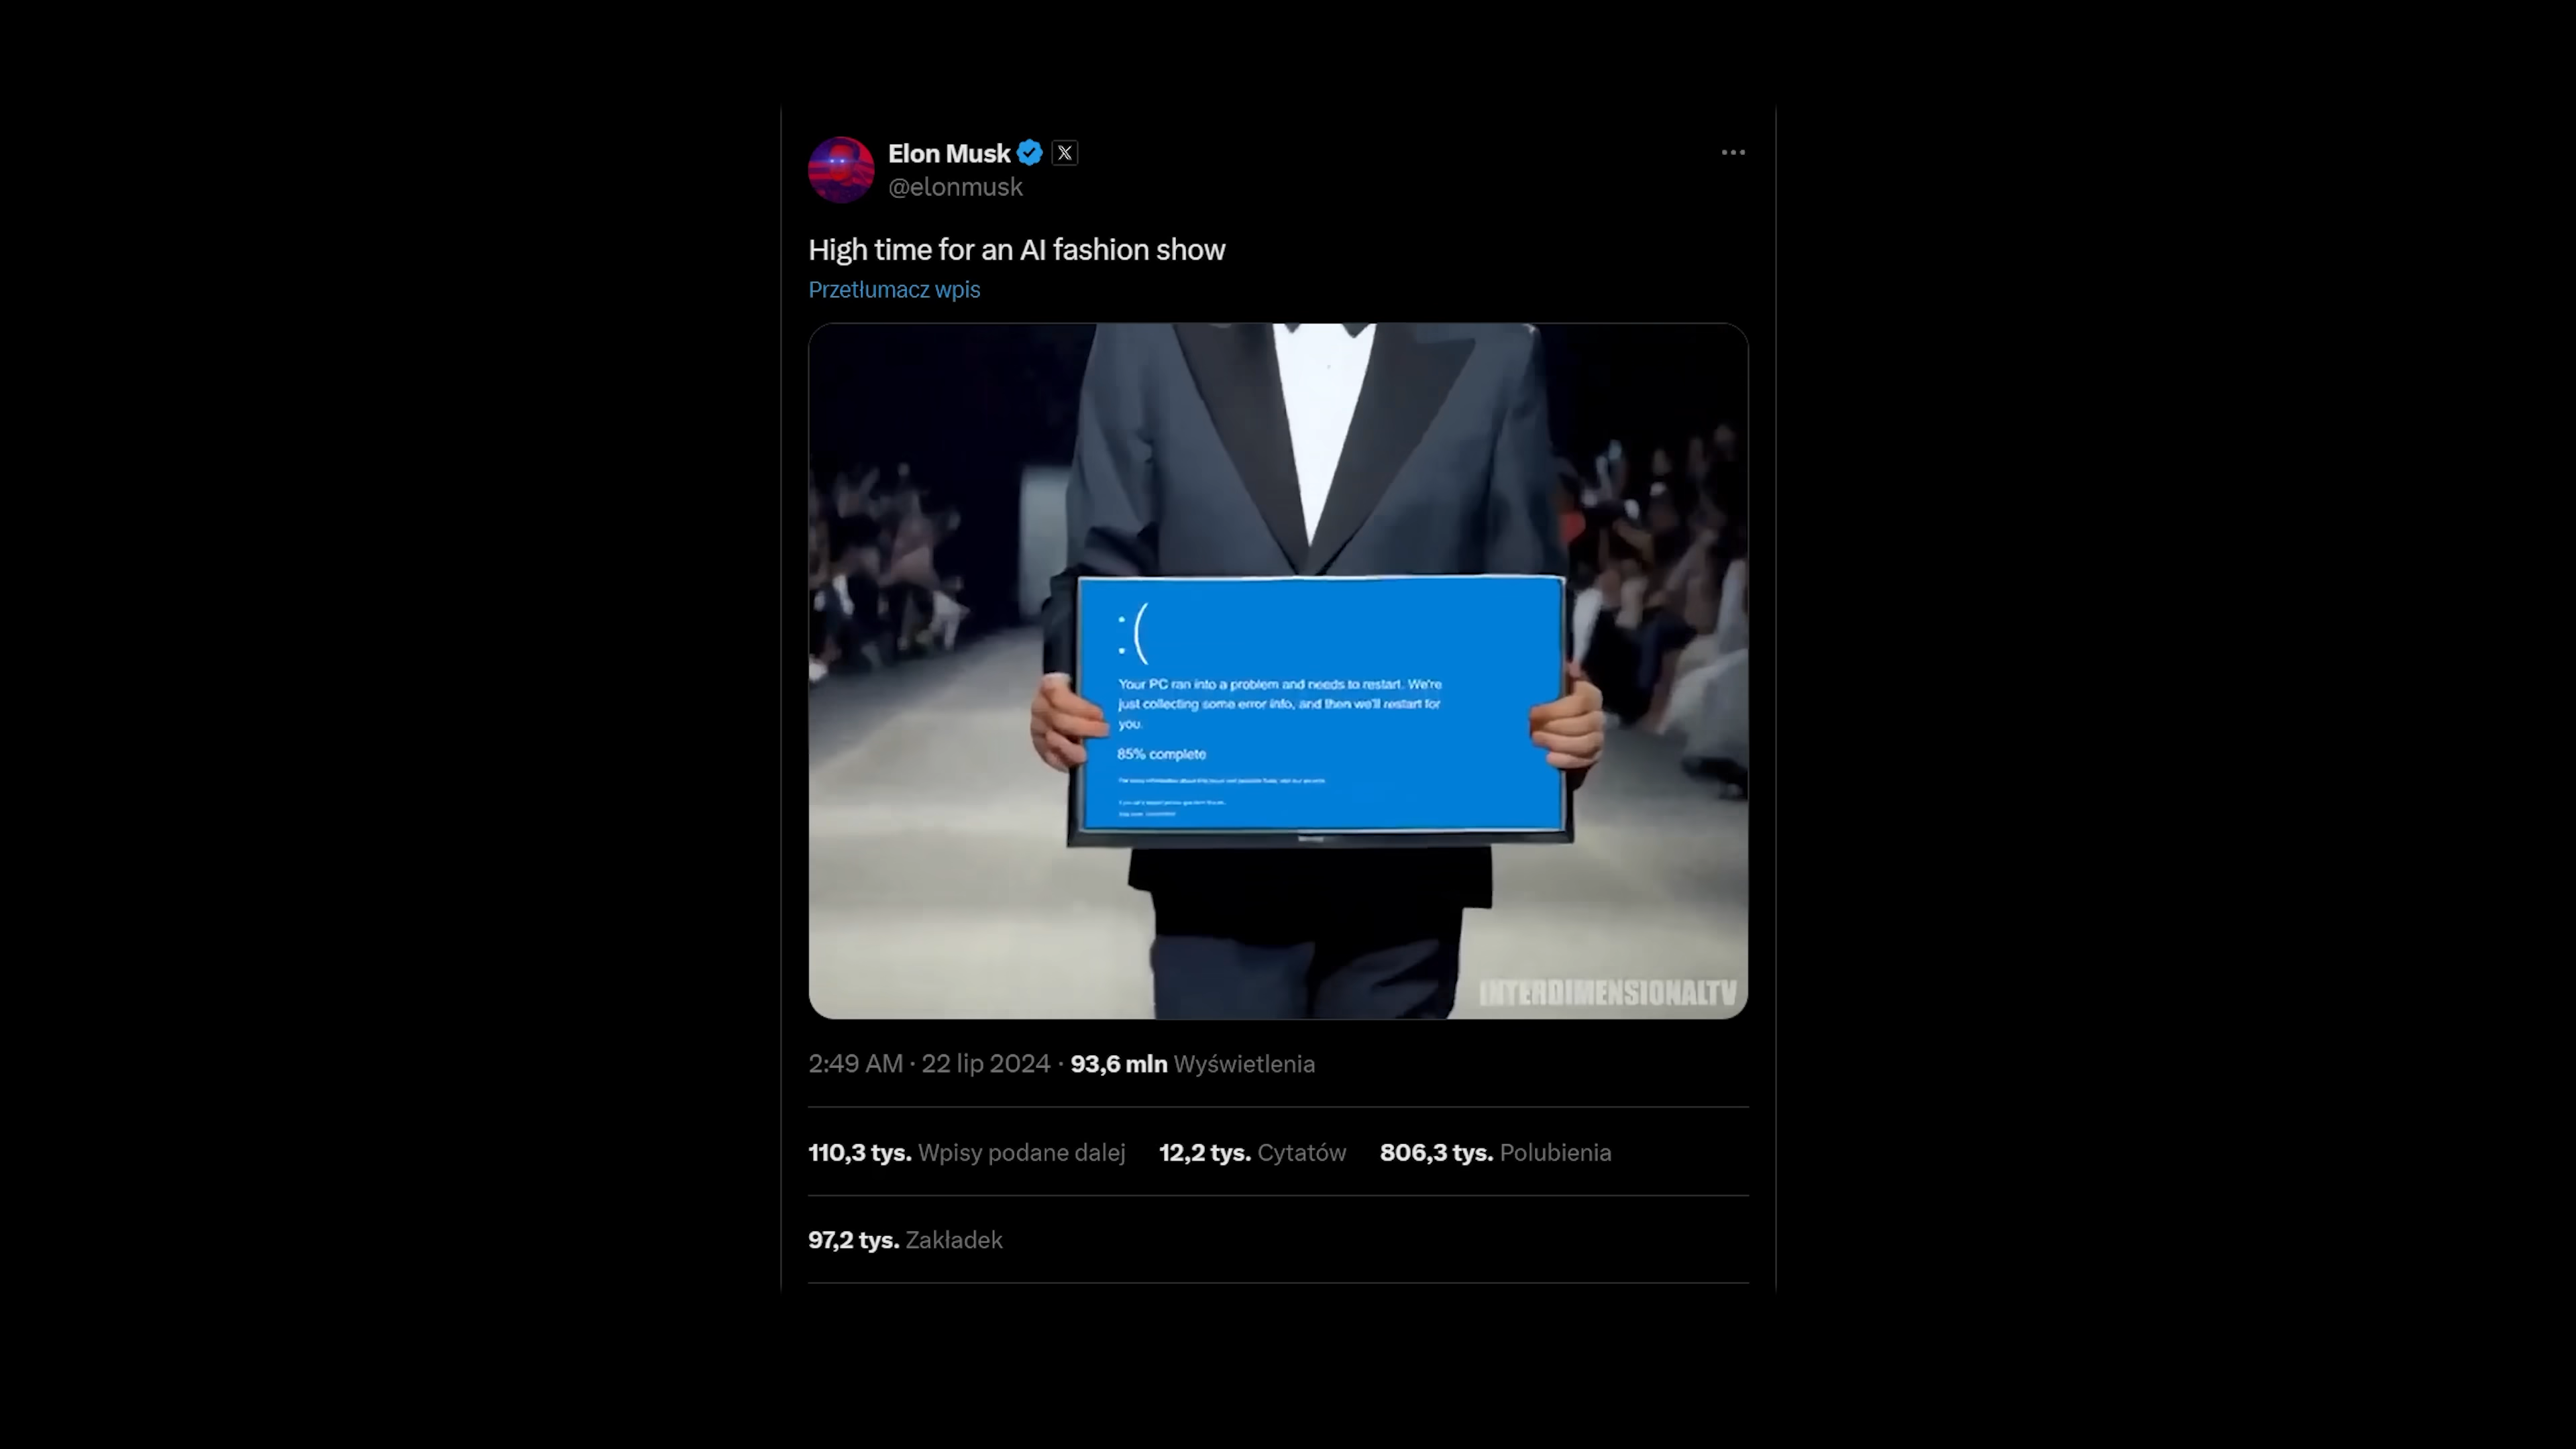 Elon Musk
@elonmusk
High time for an AI fashion show
Przetłumacz wpis
:(
Your PC ran into a problem and needs to restart. We're
just collecting some error info, and then we'll restart for
you.
85% complete
INTERDIMENSIONALTV
2:49 AM · 22 lip 2024 · 93,6 mln Wyświetlenia
110,3 tys. Wpisy podane dalej 12,2 tys. Cytatów 806,3 tys. Polubienia
97,2 tys. Zakładek